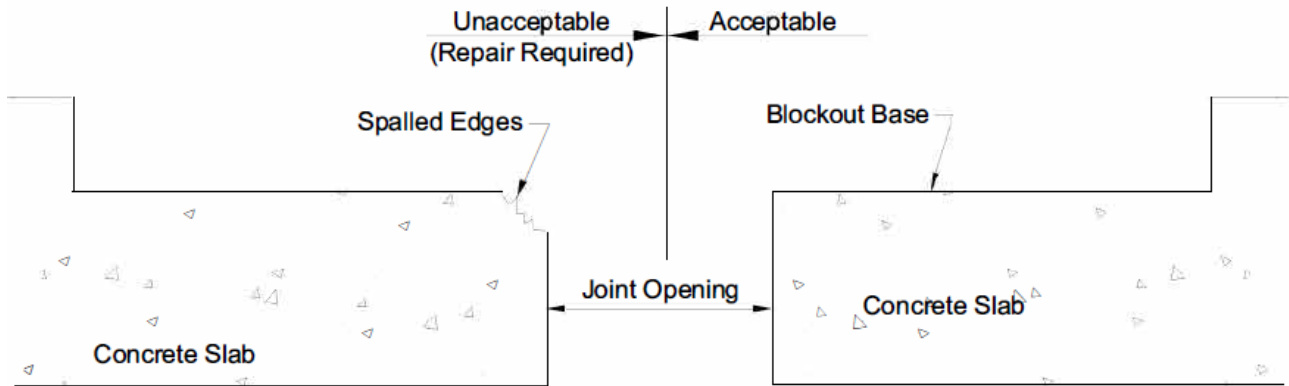 Unacceptable
(Repair Required)
Acceptable
Spalled Edges
Blockout Base
Joint Opening
Concrete Slab
Concrete Slab